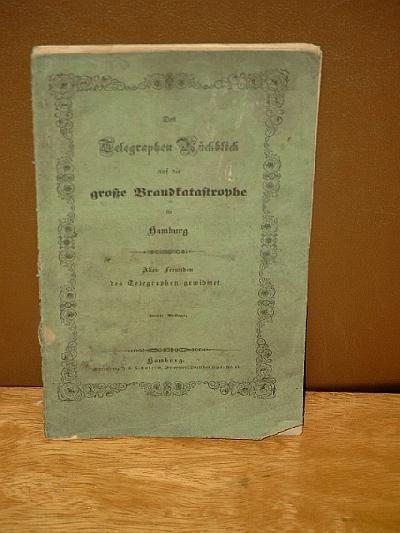 Des
Telegraphen Rückblick
auf die
große Brandkatastrophe
in
Hamburg
Allen Freunden
des Telegraphen gewidmet.
Hamburg.